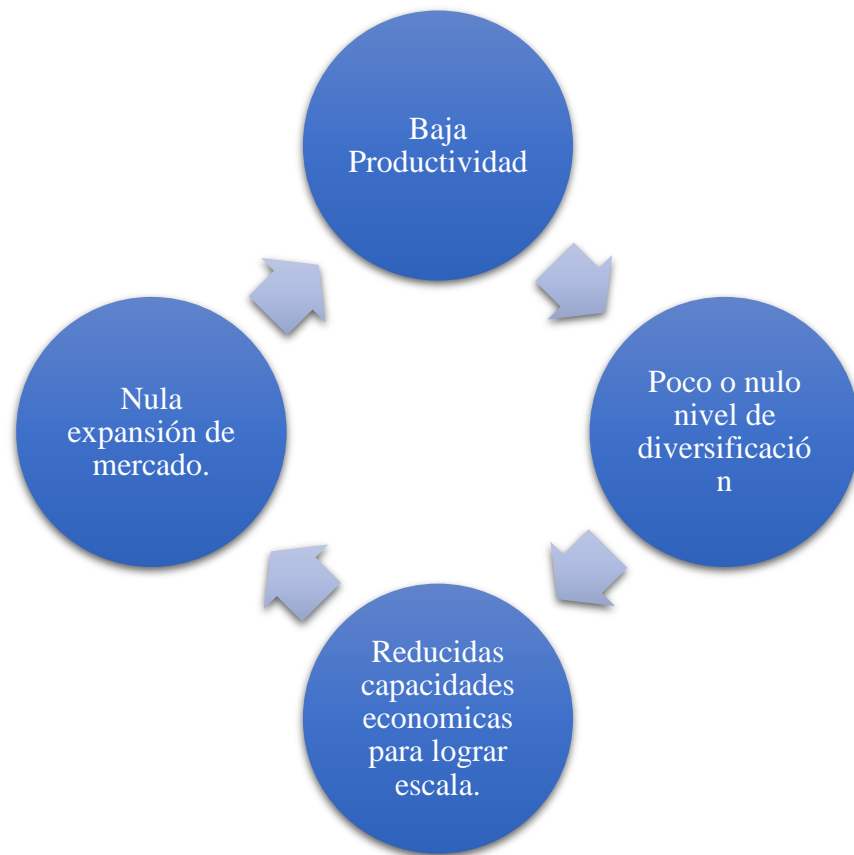 Baja
Productividad
Poco o nulo
nivel de
diversificació
n
Reducidas
capacidades
economicas
para lograr
escala.
Nula
expansión de
mercado.